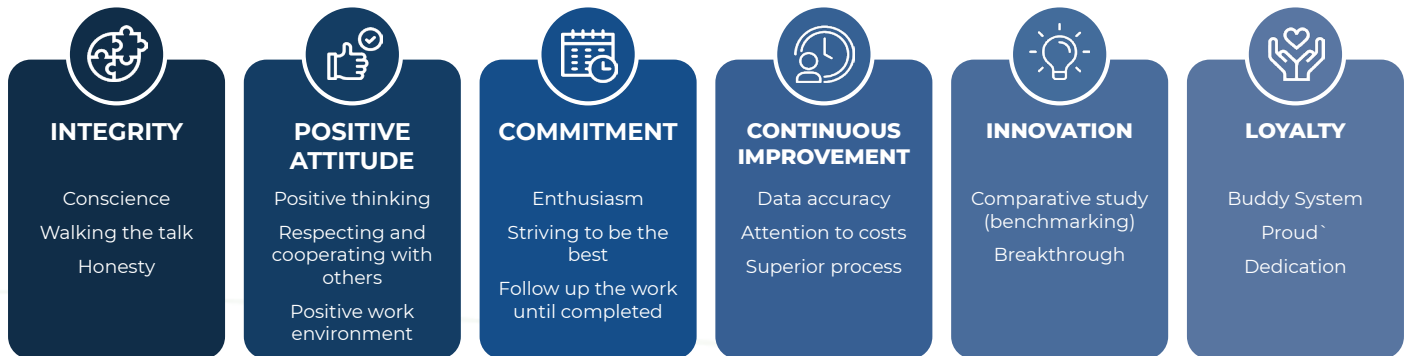 INTEGRITY
Conscience
Walking the talk
Honesty
POSITIVE
ATTITUDE
Positive thinking
Respecting and
cooperating with
others
Positive work
environment
COMMITMENT
Enthusiasm
Striving to be the
best
Follow up the work
until completed
CONTINUOUS
IMPROVEMENT
Data accuracy
Attention to costs
Superior process
INNOVATION
Comparative study
(benchmarking)
Breakthrough
LOYALTY
Buddy System
Proud`
Dedication